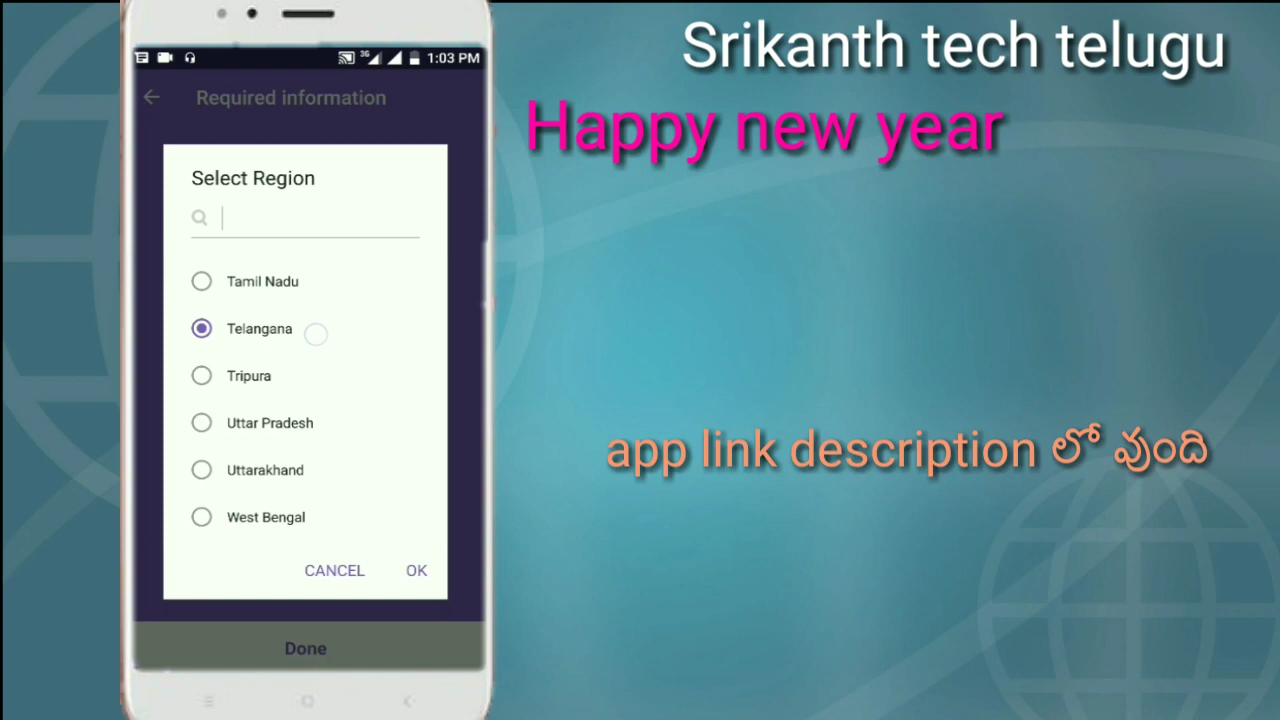 3G 1:03 PM
Required information
Select Region
Tamil Nadu
Telangana
Tripura
Uttar Pradesh
Uttarakhand
West Bengal
CANCEL OK
Done
Srikanth tech telugu
Happy new year
app link description లో వుంది